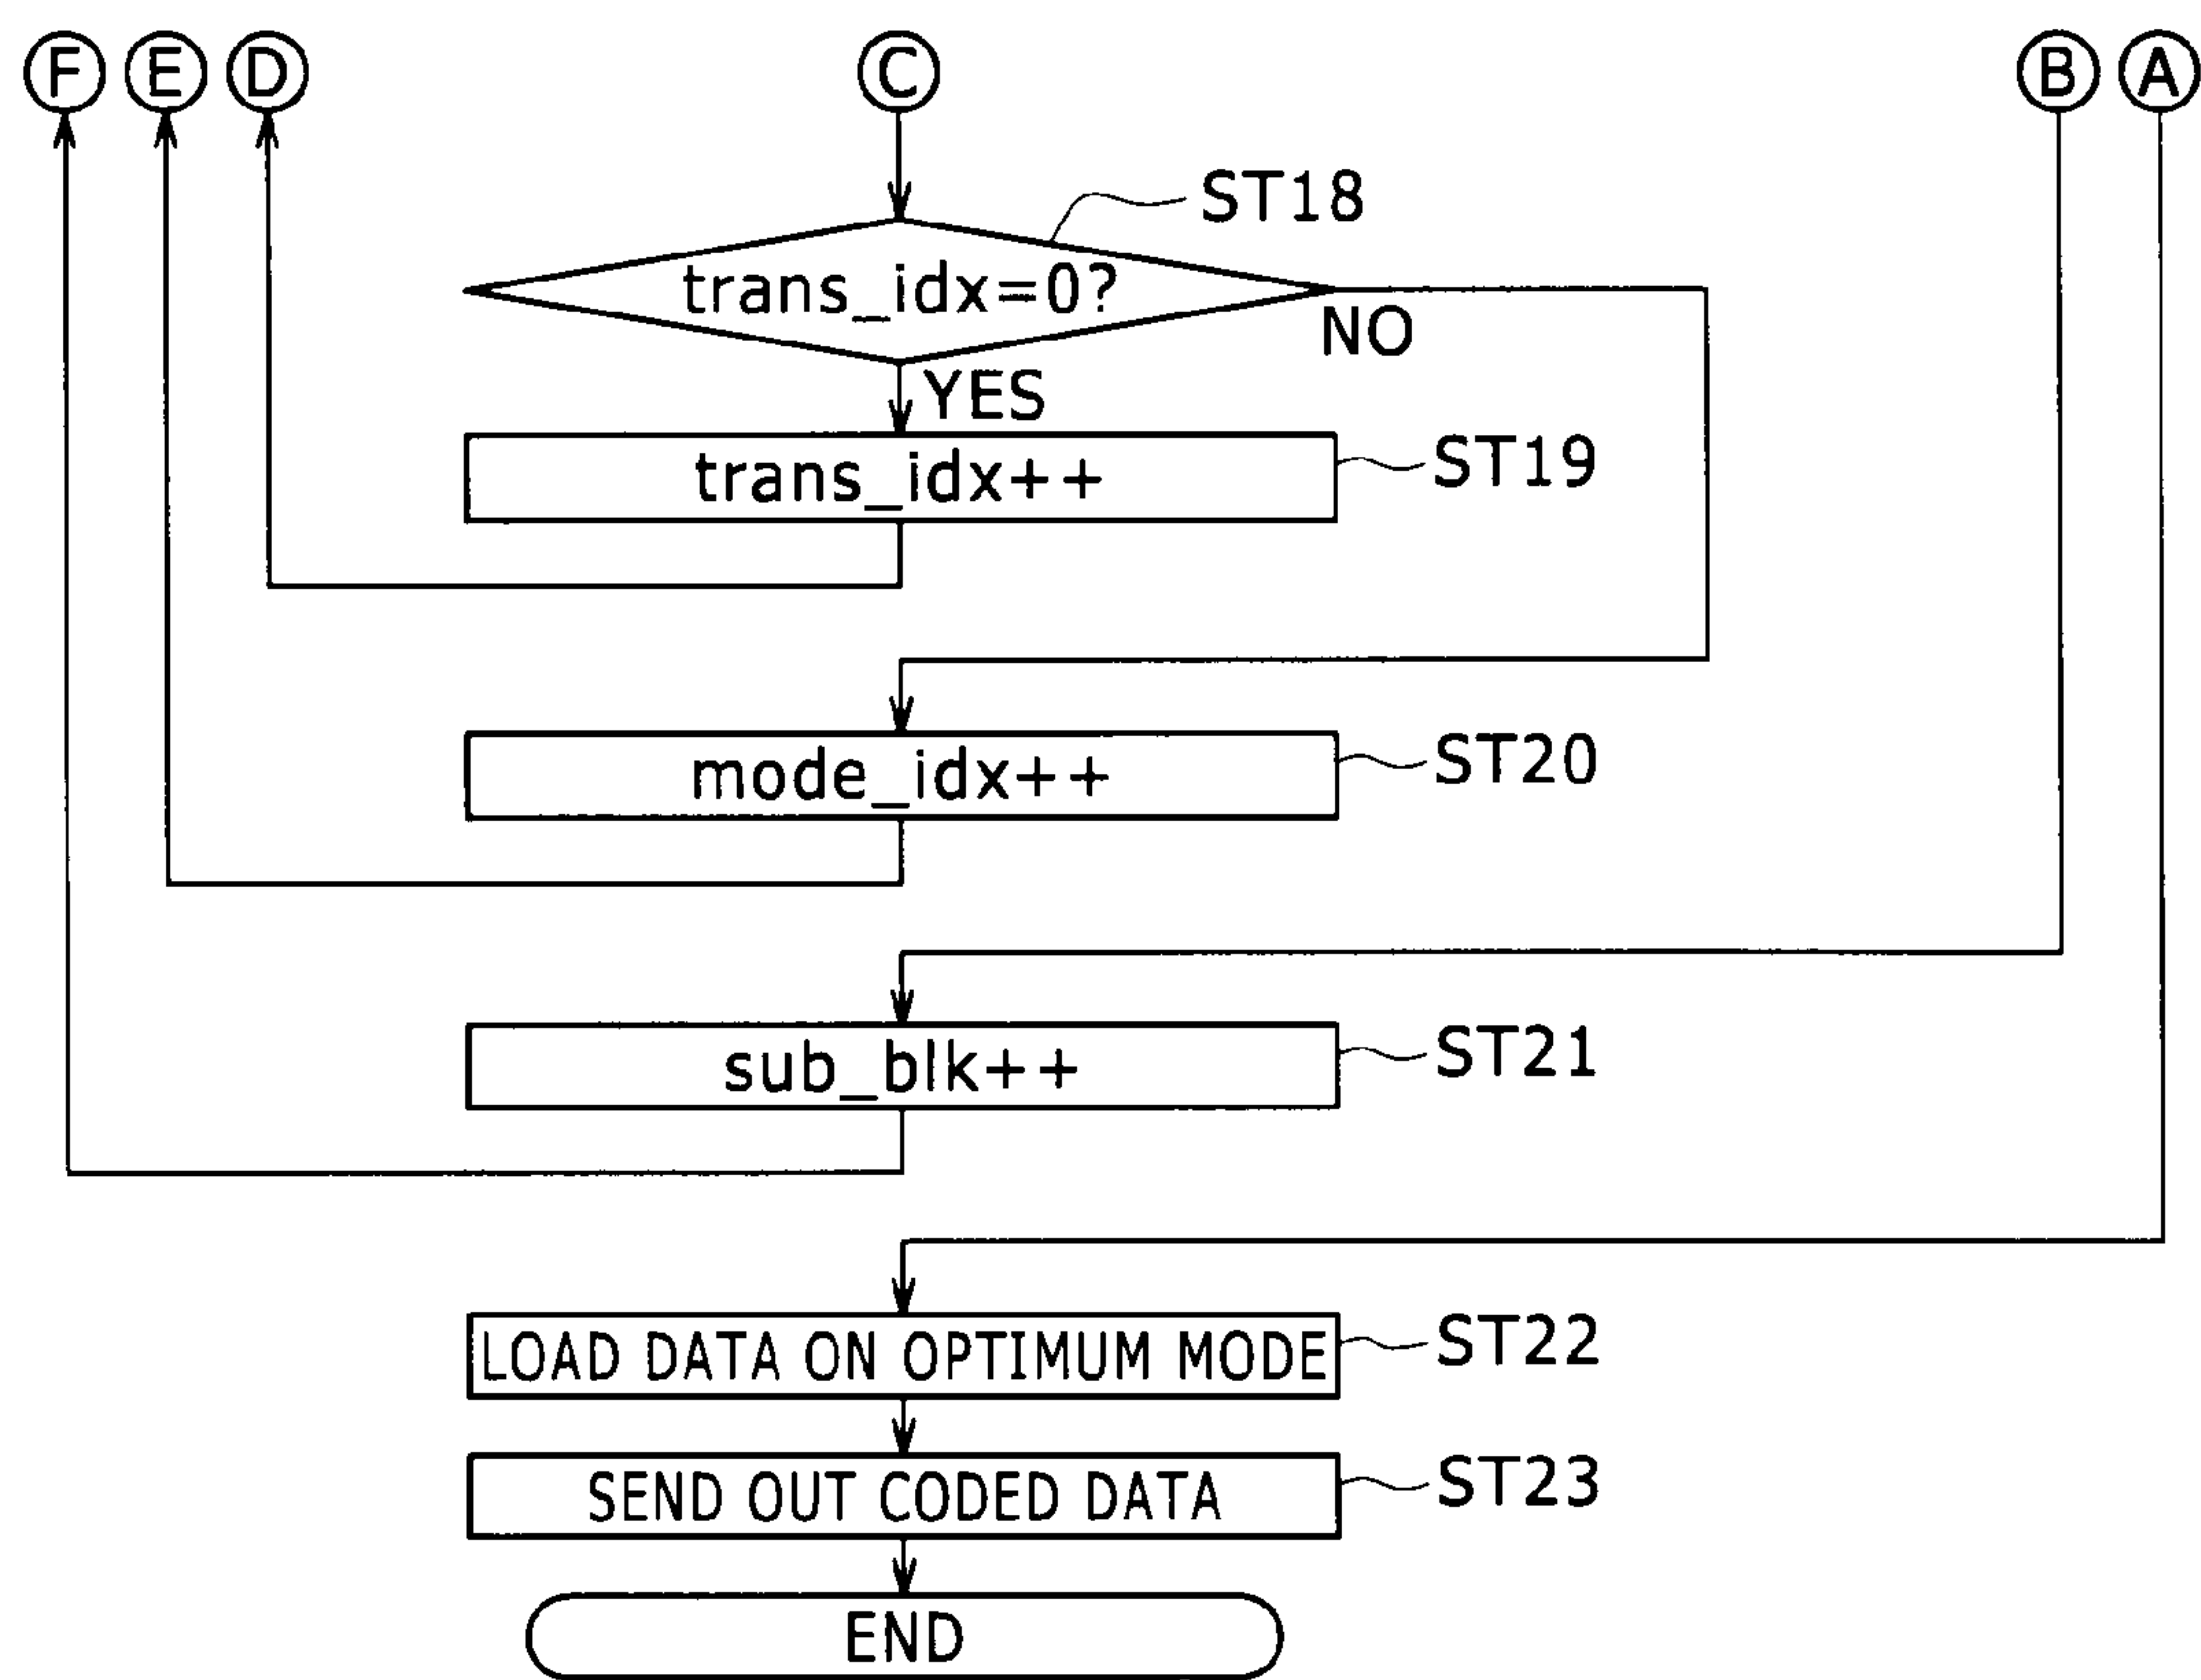 F E D C B A
ST18
trans_idx=0?
NO
YES
trans_idx++ ST19
mode_idx++ ST20
sub_blk++ ST21
LOAD DATA ON OPTIMUM MODE ST22
SEND OUT CODED DATA ST23
END